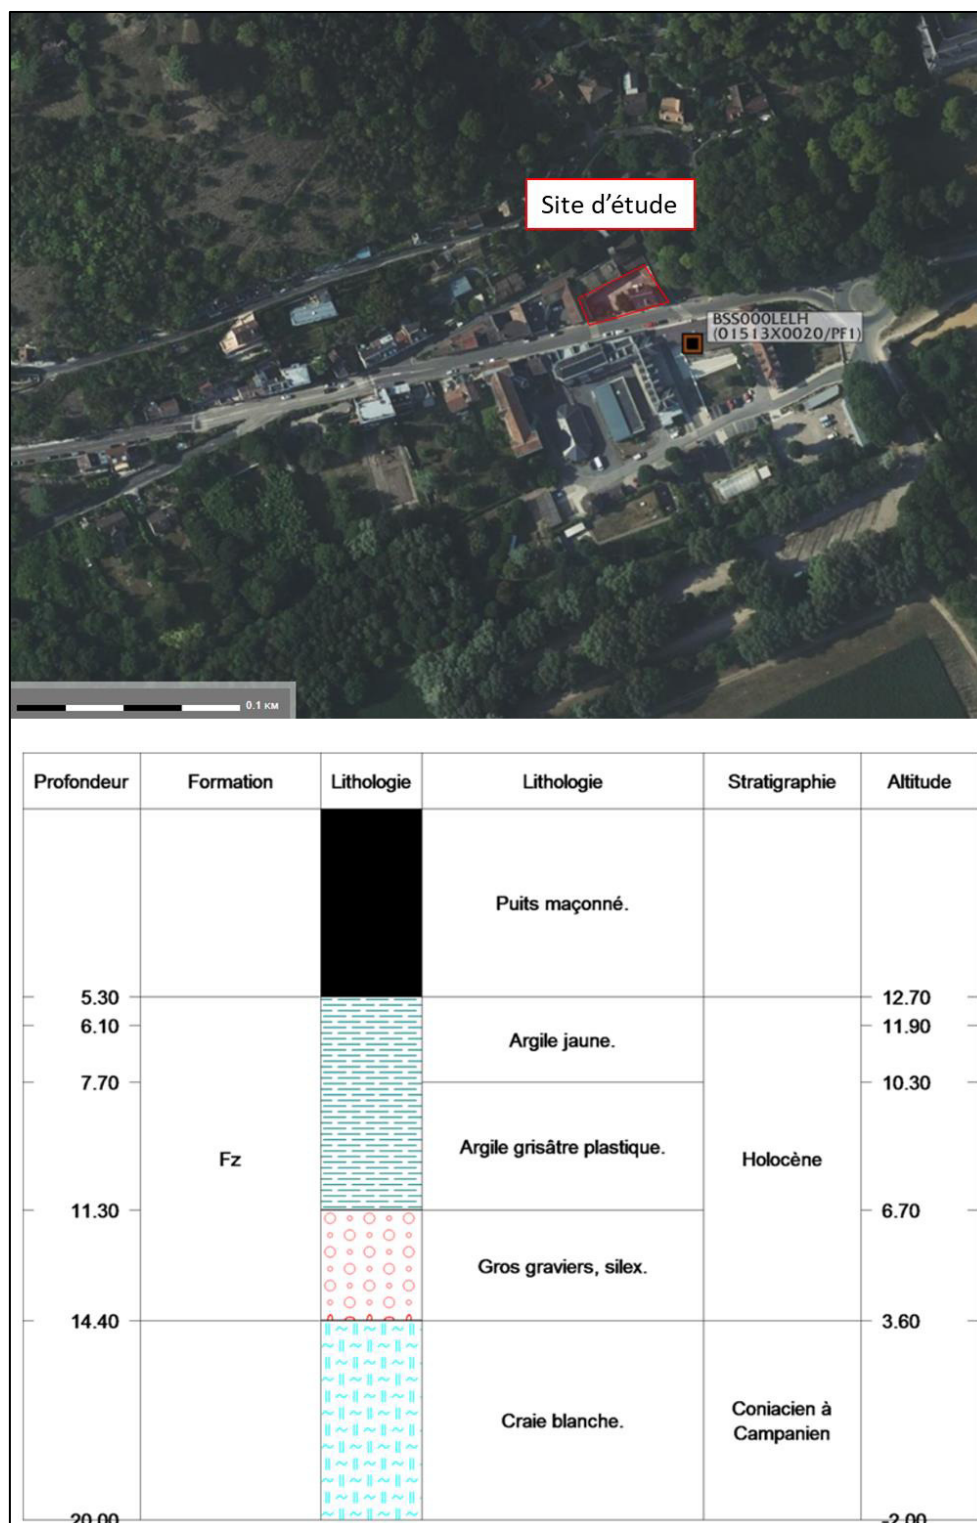 Site d'étude
BSS000LELH
(01513X0020/PF1)
0.1 км
Profondeur Formation Lithologie Lithologie Stratigraphie Altitude
Puits maçonné.
5.30 12.70
6.10 11.90
Argile jaune.
7.70 10.30
Argile grisâtre plastique.
Fz Holocène
11.30 6.70
Gros graviers, silex.
14.40 3.60
Craie blanche. Coniacien à
Campanien
20.00 -2.00